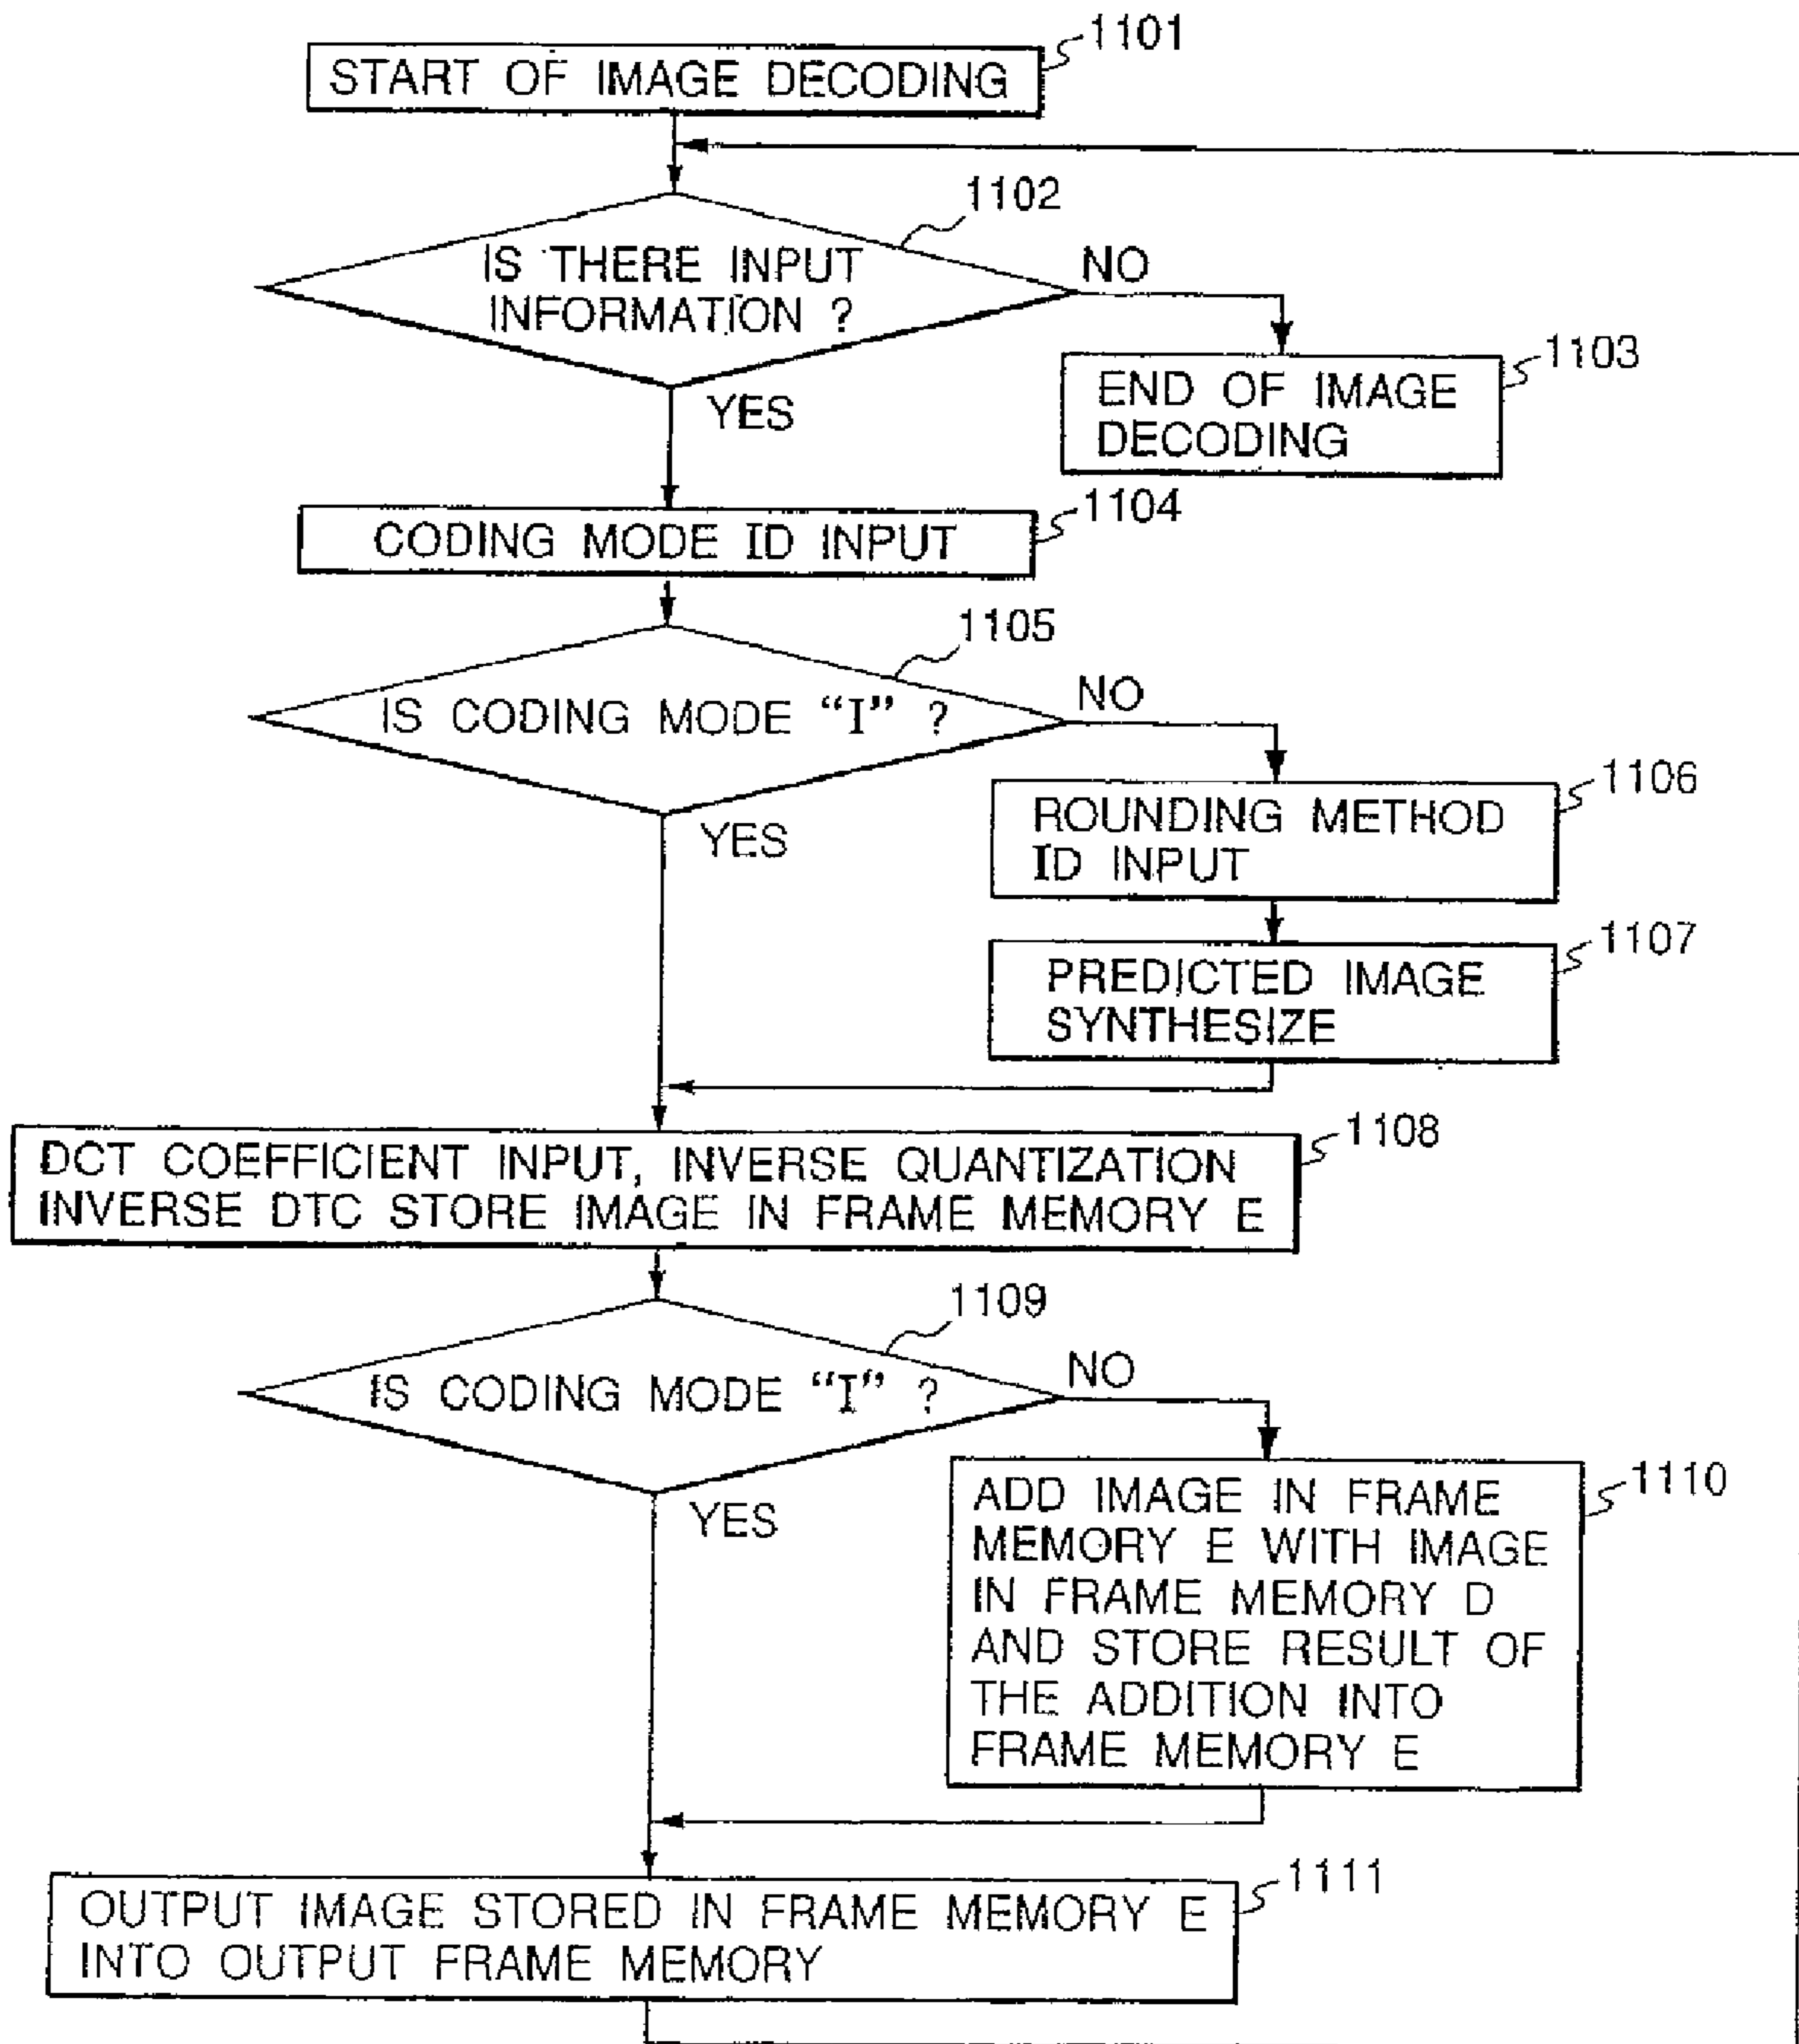 1101
START OF IMAGE DECODING
1102
IS THERE INPUT
INFORMATION ?
NO
YES
1103
END OF IMAGE
DECODING
1104
CODING MODE ID INPUT
1105
IS CODING MODE “I” ?
NO
YES
1106
ROUNDING METHOD
ID INPUT
1107
PREDICTED IMAGE
SYNTHESIZE
1108
DCT COEFFICIENT INPUT, INVERSE QUANTIZATION
INVERSE DTC STORE IMAGE IN FRAME MEMORY E
1109
IS CODING MODE “I” ?
NO
YES
1110
ADD IMAGE IN FRAME
MEMORY E WITH IMAGE
IN FRAME MEMORY D
AND STORE RESULT OF
THE ADDITION INTO
FRAME MEMORY E
1111
OUTPUT IMAGE STORED IN FRAME MEMORY E
INTO OUTPUT FRAME MEMORY